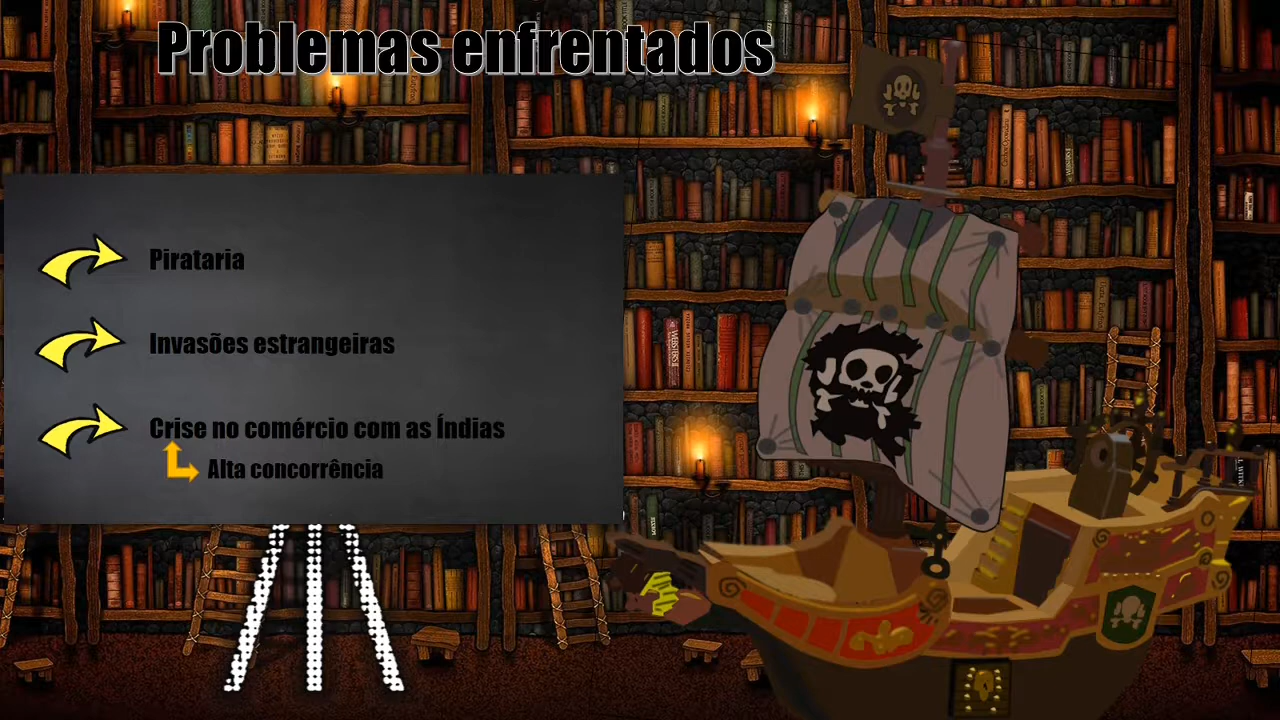 Problemas enfrentados
Pirataria
Invasões estrangeiras
Crise no comércio com as Índias
Alta concorrência